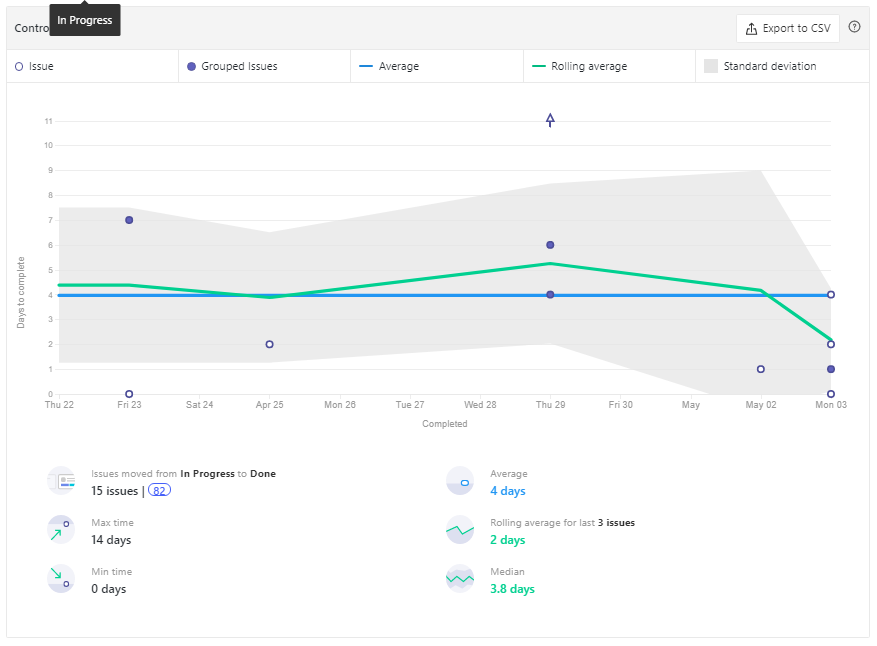 In Progress
Contro
Export to CSV
?
Issue
Grouped Issues
Average
Rolling average
Standard deviation
11
10
9
8
7
6
5
4
3
2
1
0
Days to complete
Thu 22
Fri 23
Sat 24
Apr 25
Mon 26
Tue 27
Wed 28
Thu 29
Fri 30
May
May 02
Mon 03
Completed
Issues moved from In Progress to Done
15 issues | 82
Average
4 days
Max time
14 days
Rolling average for last 3 issues
2 days
Min time
0 days
Median
3.8 days